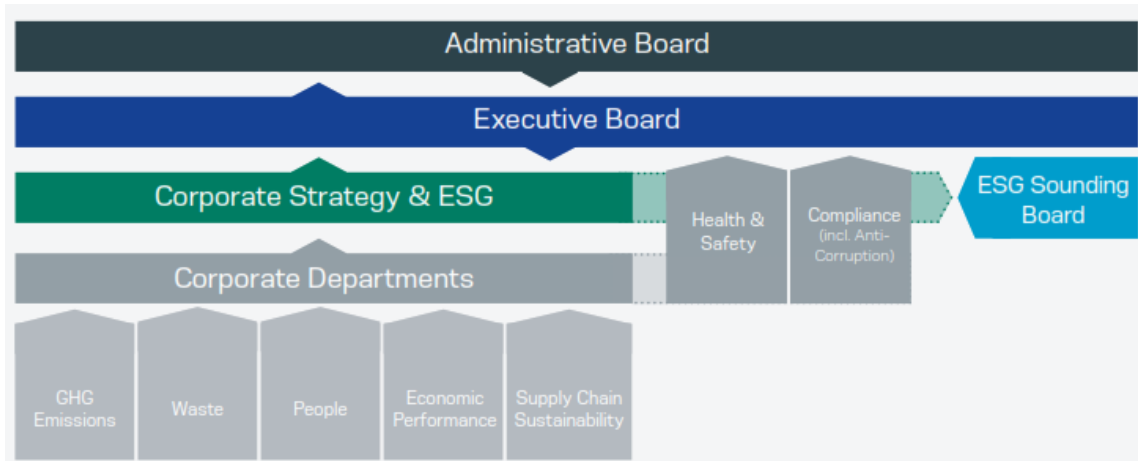 Administrative Board
Executive Board
Corporate Strategy & ESG
Health &
Safety
Compliance
(incl. Anti-
Corruption)
ESG Sounding
Board
Corporate Departments
GHG
Emissions
Waste
People
Economic
Performance
Supply Chain
Sustainability